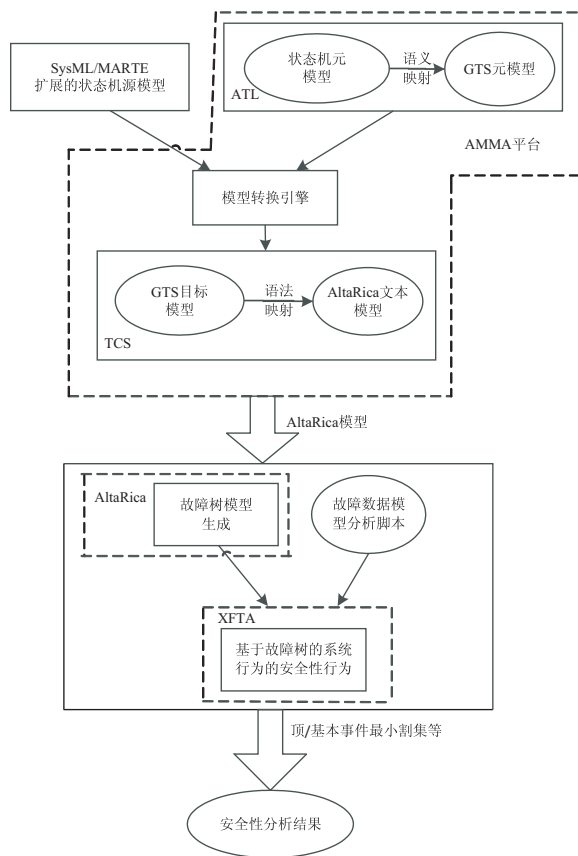 SysML/MARTE
扩展的状态机源模型
状态机元
模型
语义
映射
GTS元模型
ATL
AMMA平台
模型转换引擎
GTS目标
模型
语法
映射
AltaRica文本
模型
TCS
AltaRica模型
AltaRica
故障树模型
生成
故障数据模
型分析脚本
XFTA
基于故障树的系统
行为的安全性行为
顶/基本事件最小割集等
安全性分析结果